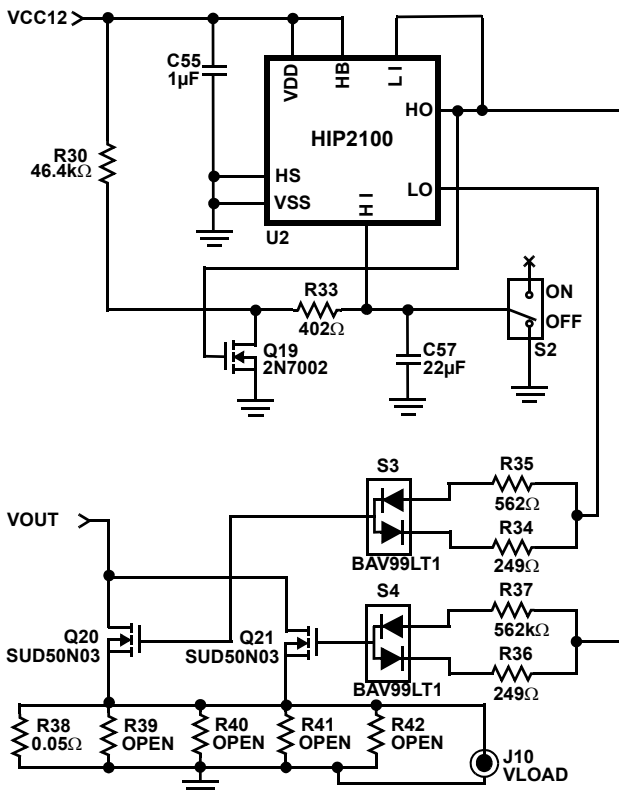 VCC12
C55
1µF
VDD
HB
LI
HO
R30
46.4kΩ
HIP2100
HS
VSS
HI
LO
U2
R33
402Ω
ON
OFF
S2
Q19
2N7002
C57
22µF
S3
R35
562Ω
VOUT
R34
249Ω
BAV99LT1
S4
R37
562kΩ
Q20
SUD50N03
Q21
SUD50N03
R36
249Ω
BAV99LT1
R38
0.05Ω
R39
OPEN
R40
OPEN
R41
OPEN
R42
OPEN
J10
VLOAD